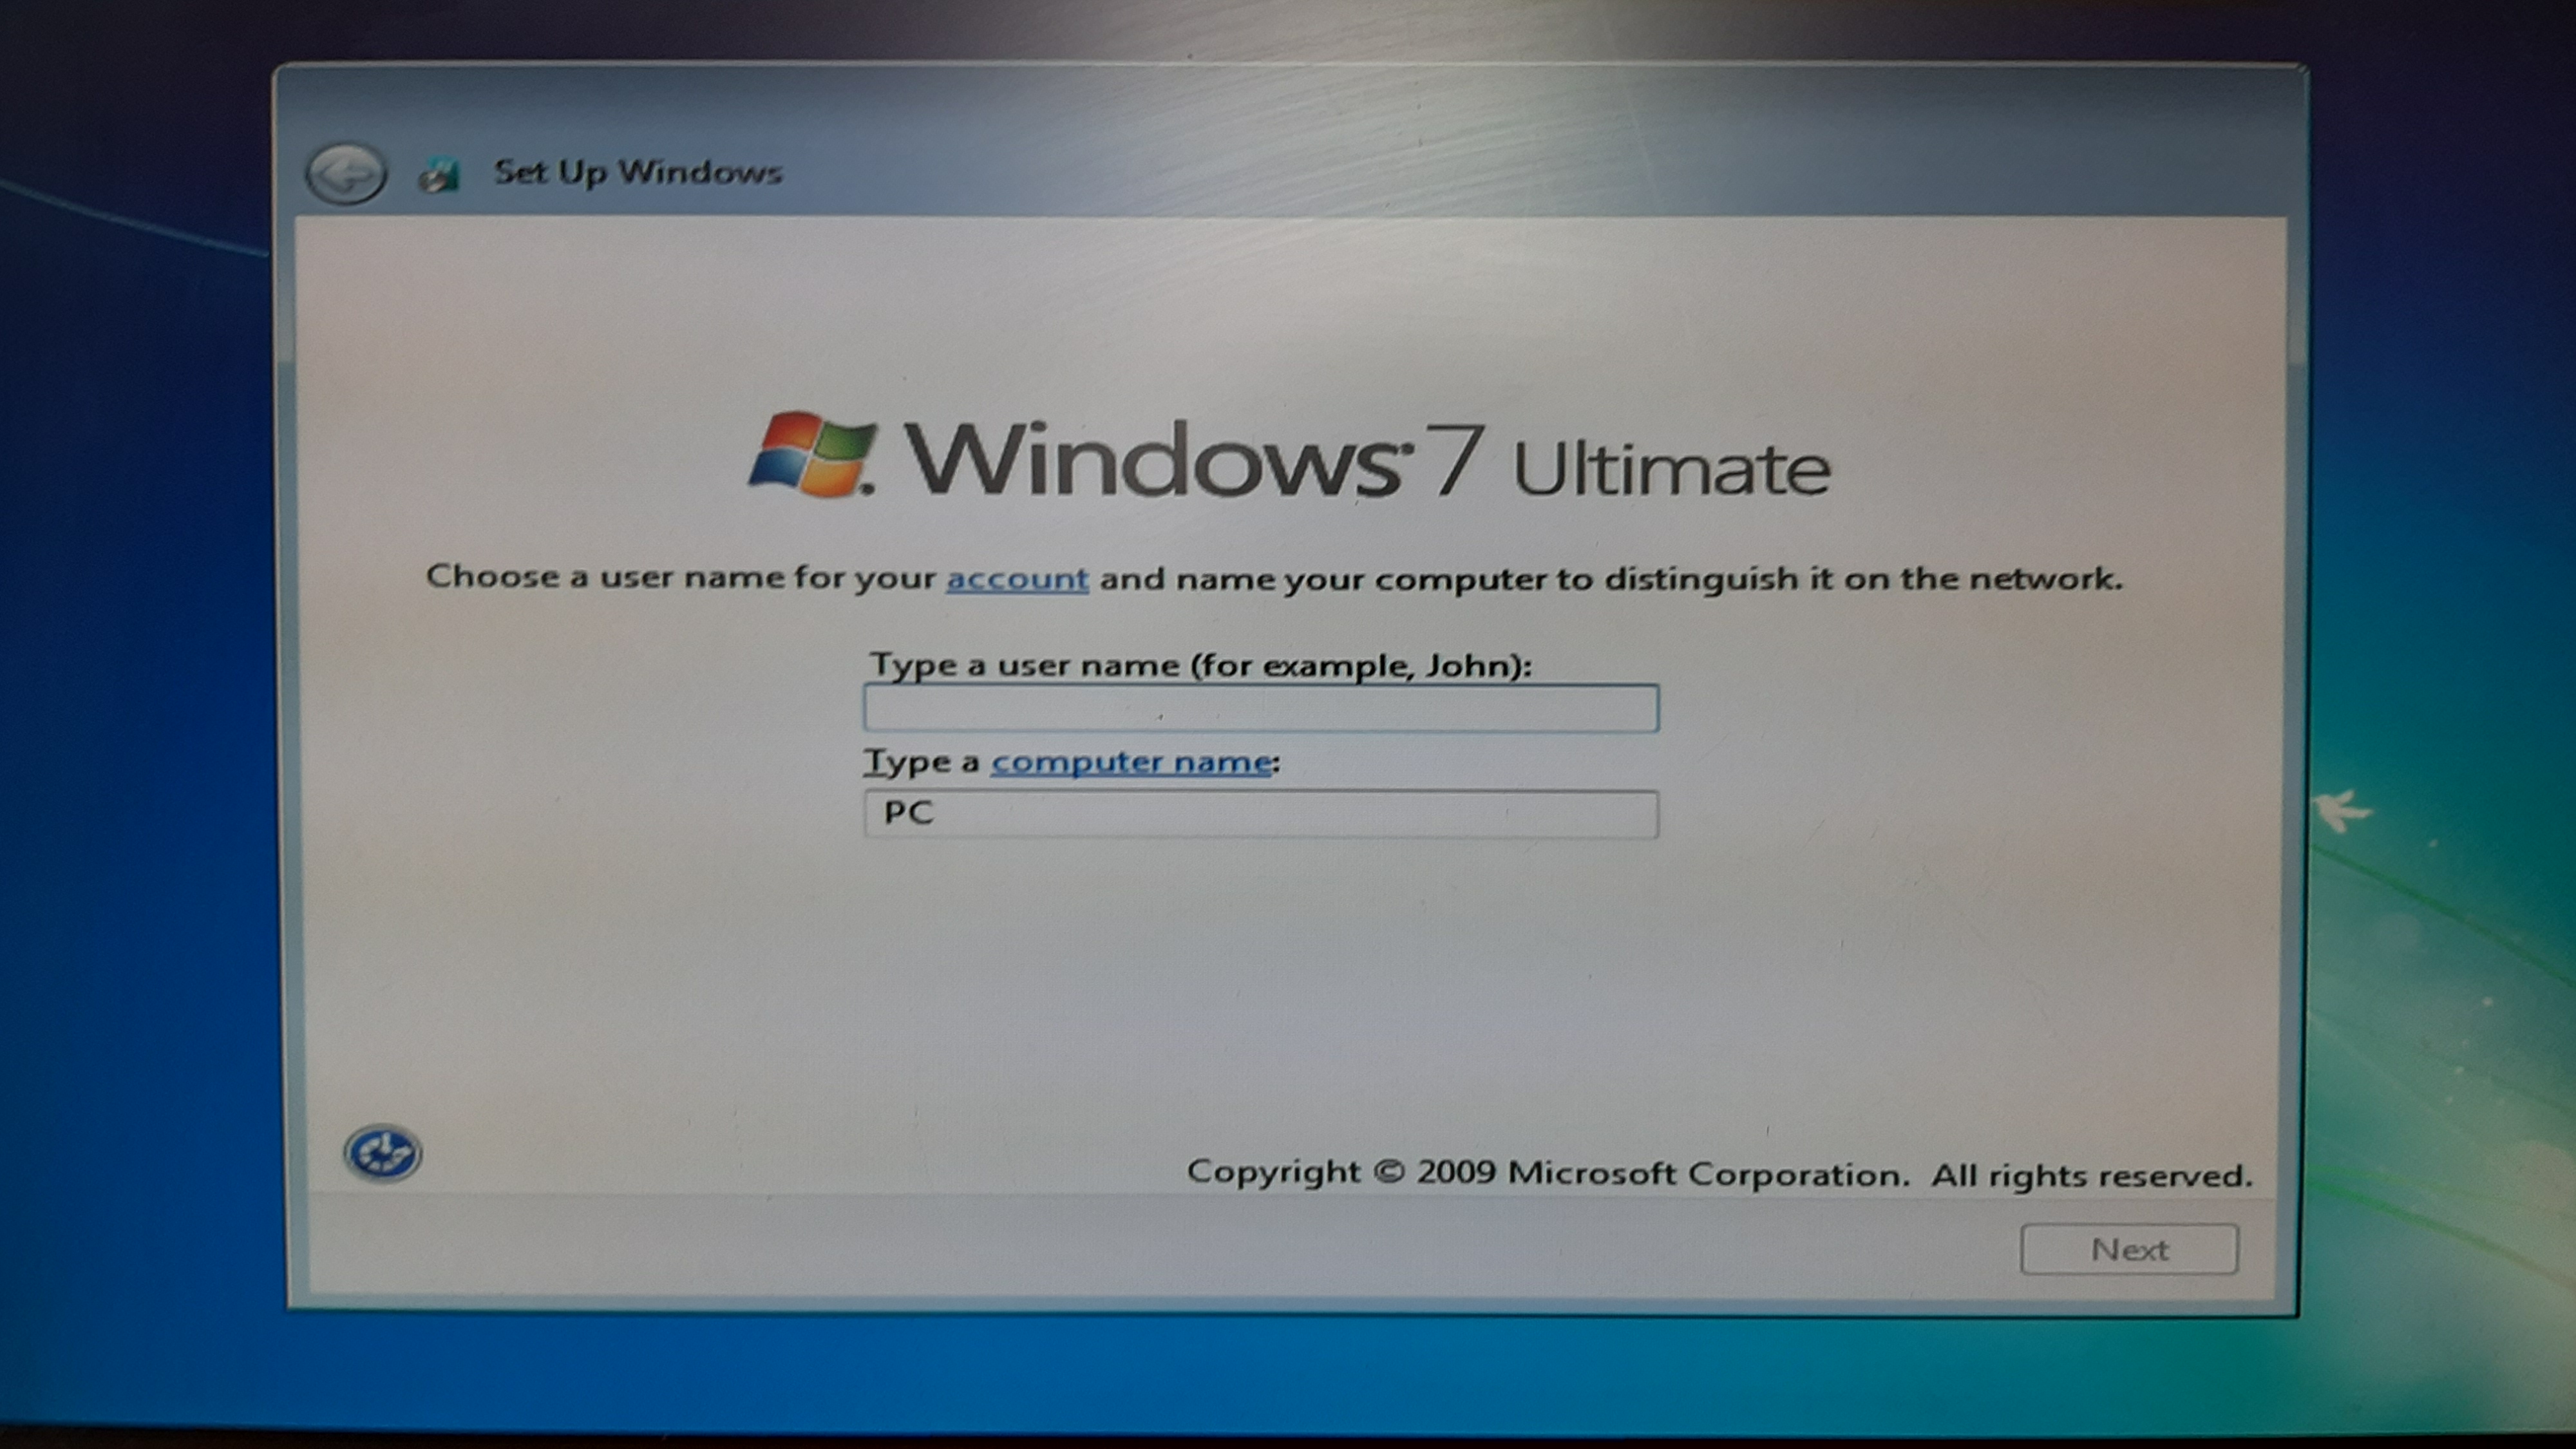 Set Up Windows
Windows® 7 Ultimate
Choose a user name for your account and name your computer to distinguish it on the network.
Type a user name (for example, John):
Type a computer name:
PC
Copyright © 2009 Microsoft Corporation. All rights reserved.
Next